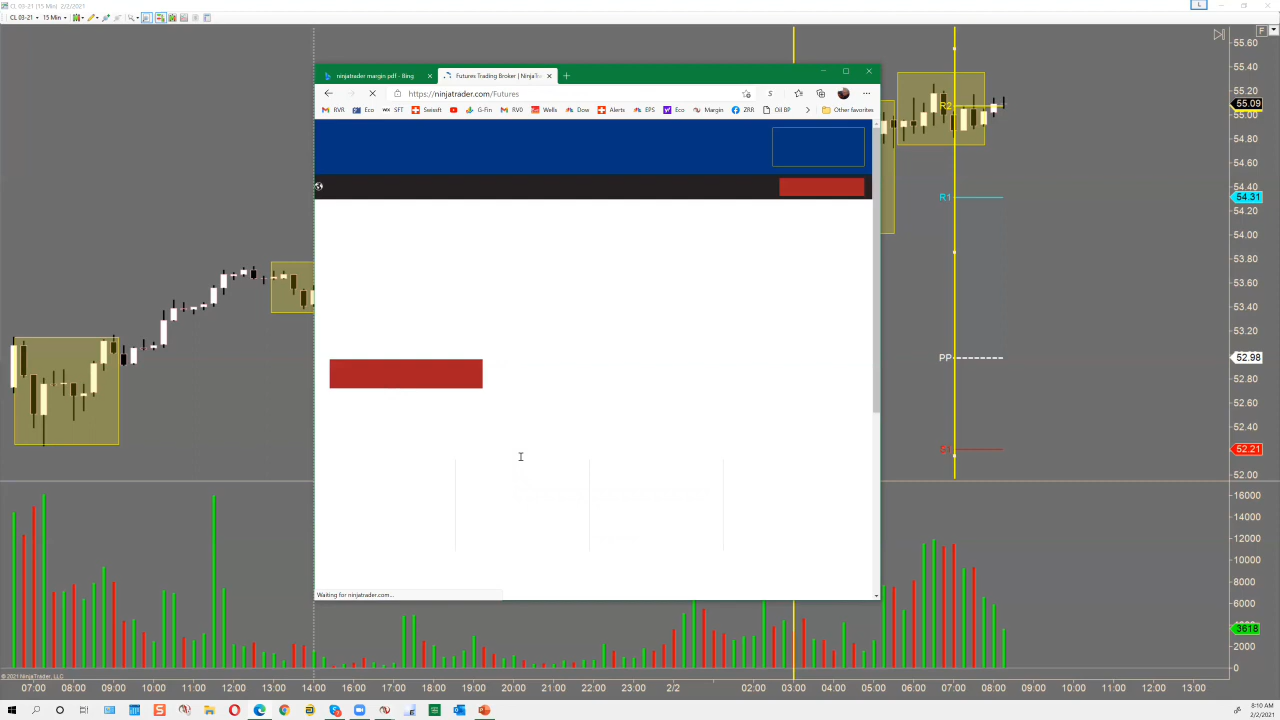 CL 03-21 (15 Min) 2/2/2021
CL 03-21
15 Min
L
F
ninjatrader margin pdf - Bing
Futures Trading Broker | NinjaTr
https://ninjatrader.com/Futures
S
RVR
Eco
SFT
Swissft
G-Fin
RV0
Wells
Dow
Alerts
EPS
Eco
Margin
ZRR
Oil BP
Other favorites
Waiting for ninjatrader.com...
R2
R1
PP
S1
55.60
55.40
55.20
55.09
55.00
54.80
54.60
54.40
54.31
54.20
54.00
53.80
53.60
53.40
53.20
52.98
52.80
52.60
52.40
52.21
52.00
16000
14000
12000
10000
8000
6000
4000
3618
2000
0
© 2021 NinjaTrader, LLC
07:00 08:00 09:00 10:00 11:00 12:00 13:00 14:00 16:00 17:00 18:00 19:00 20:00 21:00 22:00 23:00 2/2 02:00 03:00 04:00 05:00 06:00 07:00 08:00 09:00 10:00 11:00 12:00 13:00
8:10 AM
2/2/2021